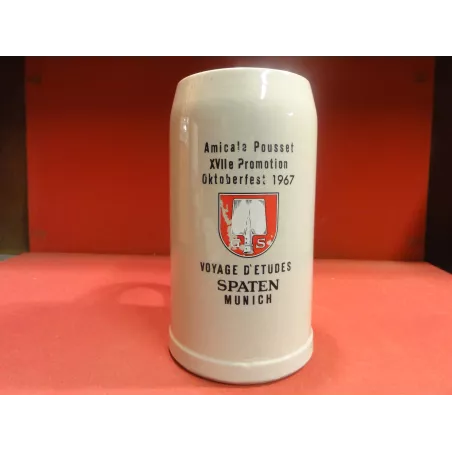 Amicale Pousset
XVIIe Promotion
Oktoberfest 1967
G S
VOYAGE D'ETUDES
SPATEN
MUNICH